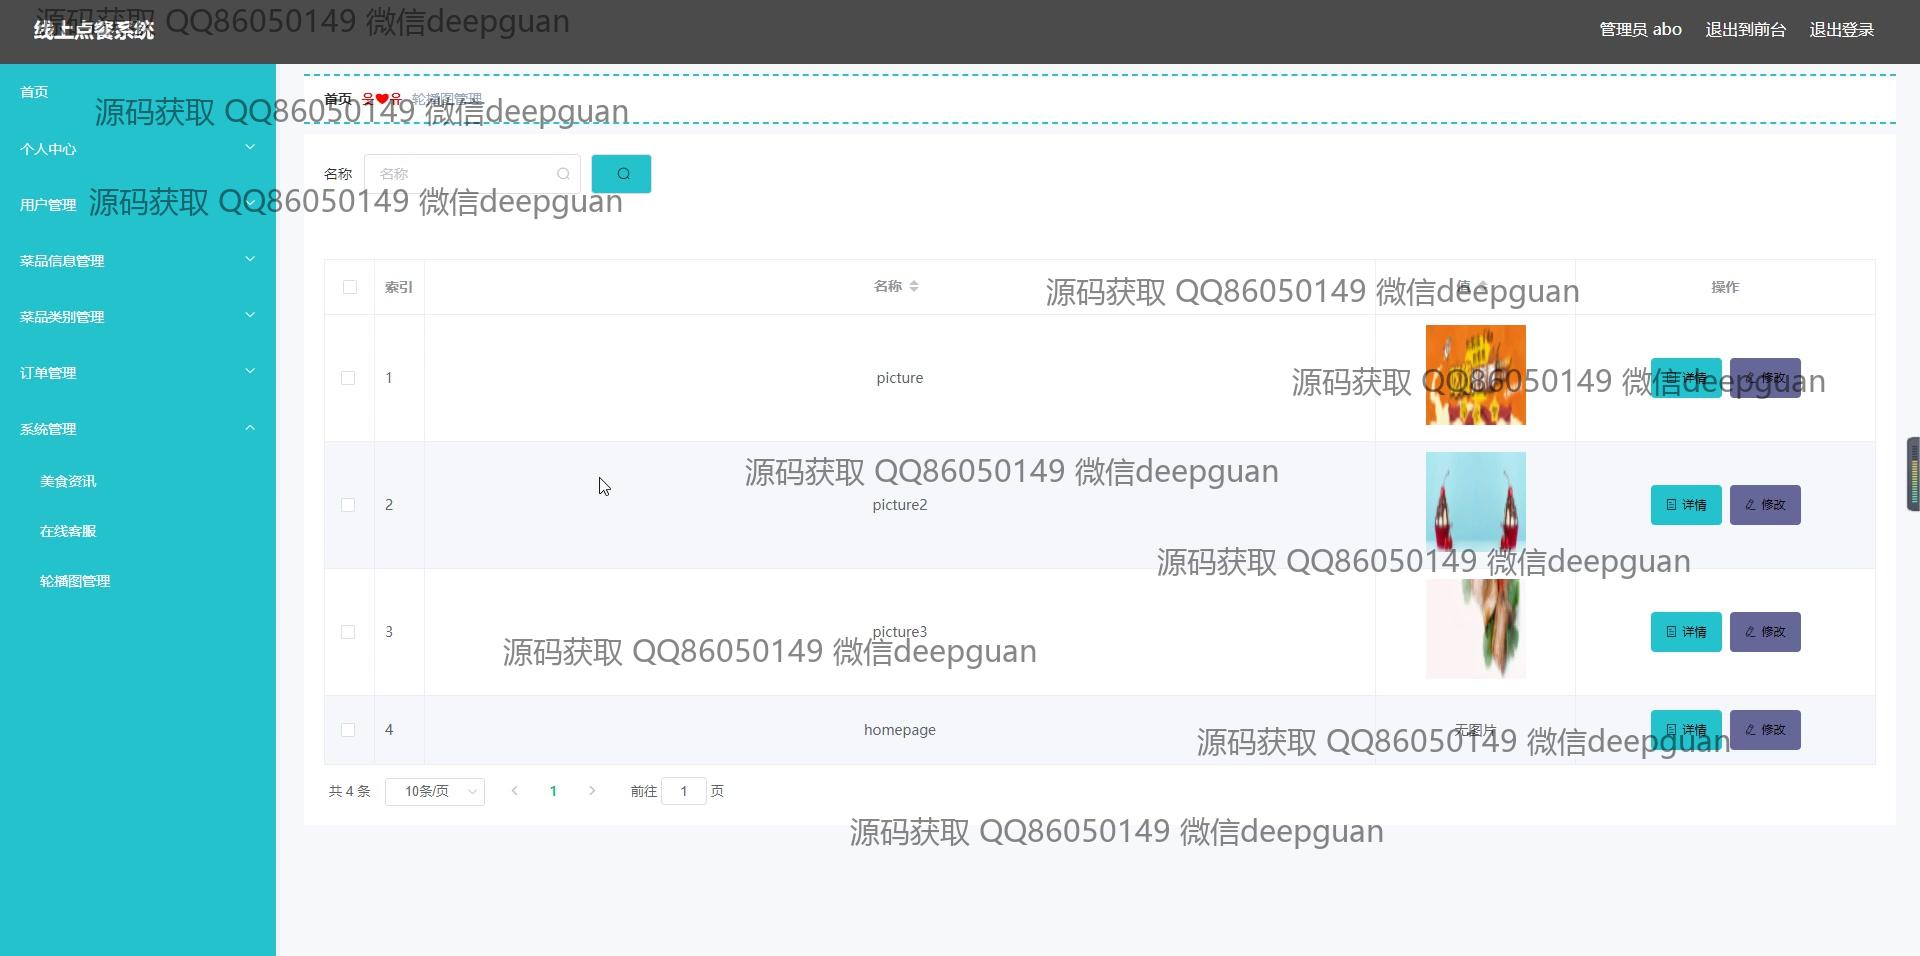 线上点餐系统
源码获取 QQ86050149 微信deepguan
管理员 abo 退出到前台 退出登录
首页
首页 轮播图管理
源码获取 QQ86050149 微信deepguan
个人中心
名称 名称
用户管理
源码获取 QQ86050149 微信deepguan
菜品信息管理
索引 名称 值 操作
源码获取 QQ86050149 微信deepguan
菜品类别管理
订单管理
1 picture 详情 修改
源码获取 QQ86050149 微信deepguan
系统管理
源码获取 QQ86050149 微信deepguan
美食资讯
2 picture2 详情 修改
在线客服
源码获取 QQ86050149 微信deepguan
轮播图管理
3 picture3 详情 修改
源码获取 QQ86050149 微信deepguan
4 homepage 无图片 详情 修改
源码获取 QQ86050149 微信deepguan
共 4 条 10条/页 1 前往 1 页
源码获取 QQ86050149 微信deepguan